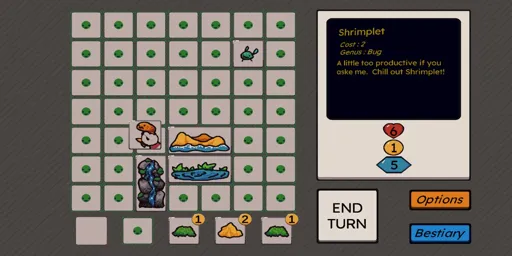 Shrimplet
Cost : 2
Genus : Bug
A little too productive if you
aske me. Chill out Shrimplet!
6
1
5
END
TURN
Options
Bestiary
1
2
1